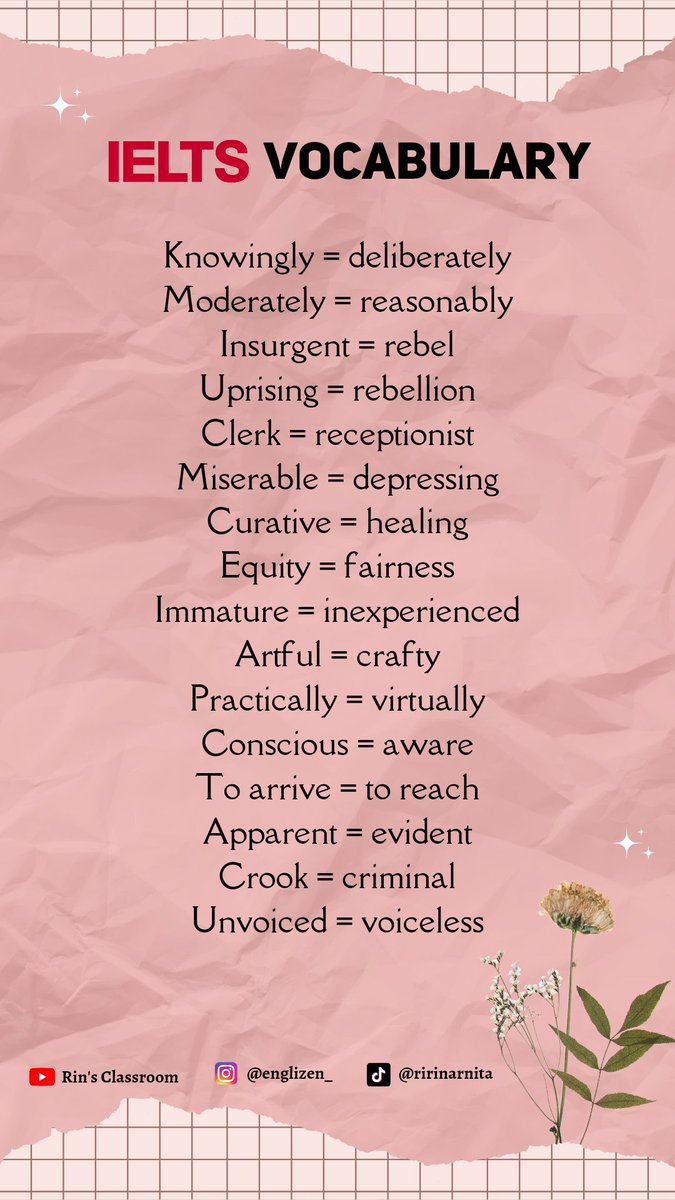 IELTS VOCABULARY
Knowingly = deliberately
Moderately = reasonably
Insurgent = rebel
Uprising = rebellion
Clerk = receptionist
Miserable = depressing
Curative = healing
Equity = fairness
Immature = inexperienced
Artful = crafty
Practically = virtually
Conscious = aware
To arrive = to reach
Apparent = evident
Crook = criminal
Unvoiced = voiceless
Rin's Classroom @englizen_ @ririnarnita